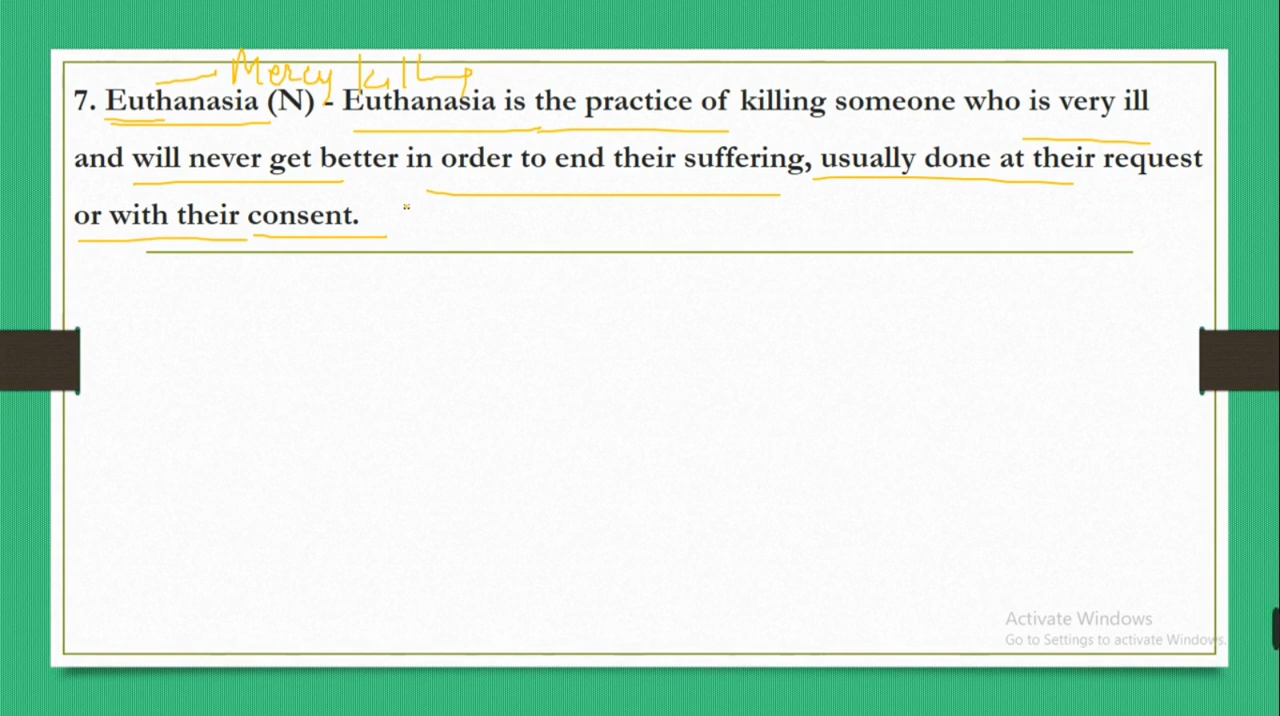 Mercy killing
7. Euthanasia (N) - Euthanasia is the practice of killing someone who is very ill
and will never get better in order to end their suffering, usually done at their request
or with their consent.
Activate Windows
Go to Settings to activate Windows.